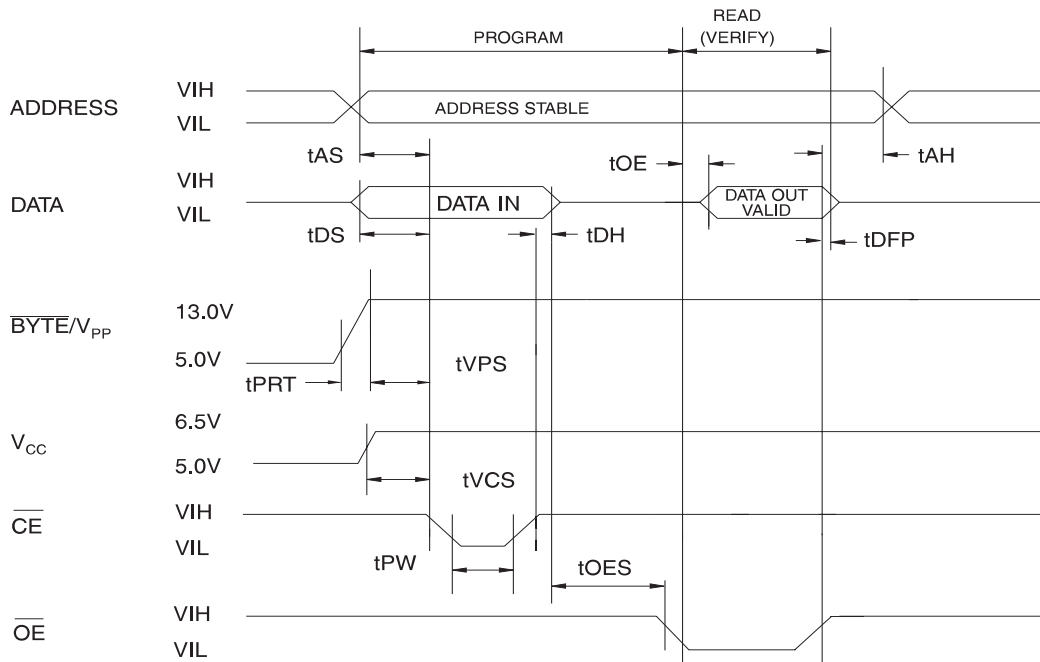 PROGRAM
READ
(VERIFY)
ADDRESS
VIH
VIL
ADDRESS STABLE
tAS
tOE
tAH
DATA
VIH
VIL
DATA IN
DATA OUT
VALID
tDS
tDH
tDFP
BYTE/VPP
13.0V
5.0V
tPRT
tVPS
VCC
6.5V
5.0V
tVCS
CE
VIH
VIL
tPW
tOES
OE
VIH
VIL